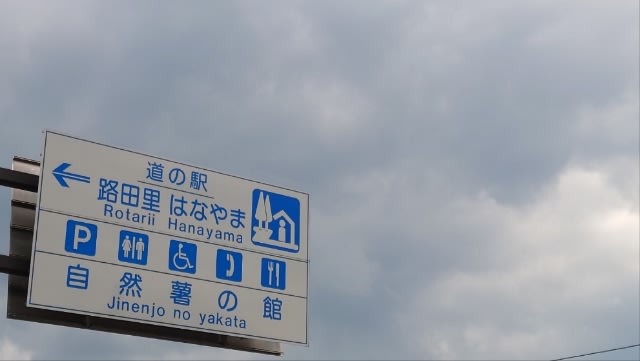 道の駅
路田里 はなやま
Rotarii Hanayama
P
自然薯の館
Jinenjo no yakata